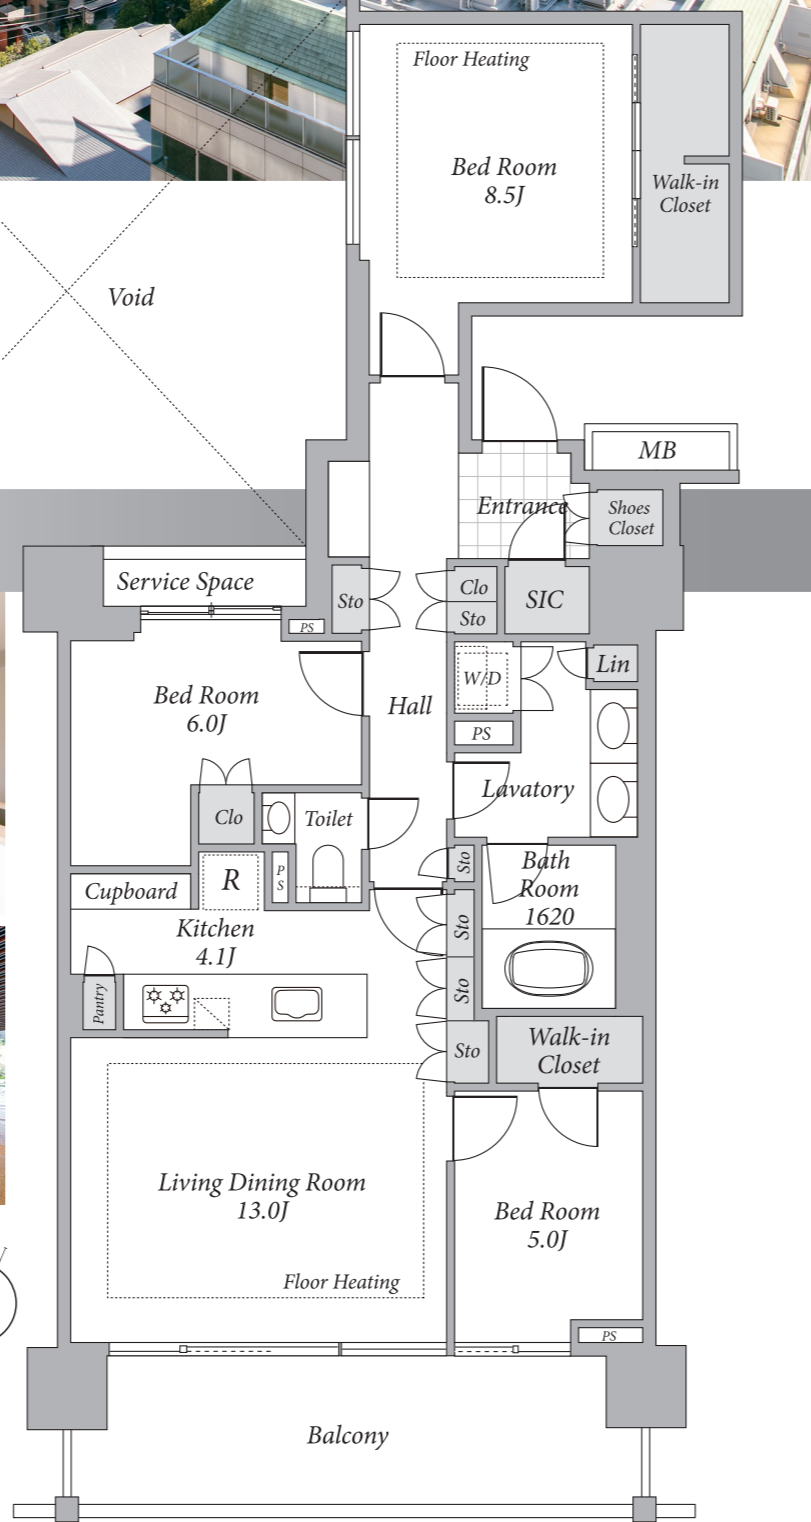 Floor Heating
Bed Room
8.5J
Walk-in
Closet
Void
MB
Entrance
Shoes
Closet
Service Space
Sto
Clo
Sto
SIC
PS
Bed Room
6.0J
Hall
W/D
Lin
PS
Lavatory
Clo
Toilet
Sto
Bath
Room
1620
Cupboard
R
PS
Kitchen
4.1J
Sto
Sto
Pantry
Sto
Walk-in
Closet
Living Dining Room
13.0J
Bed Room
5.0J
Floor Heating
PS
Balcony